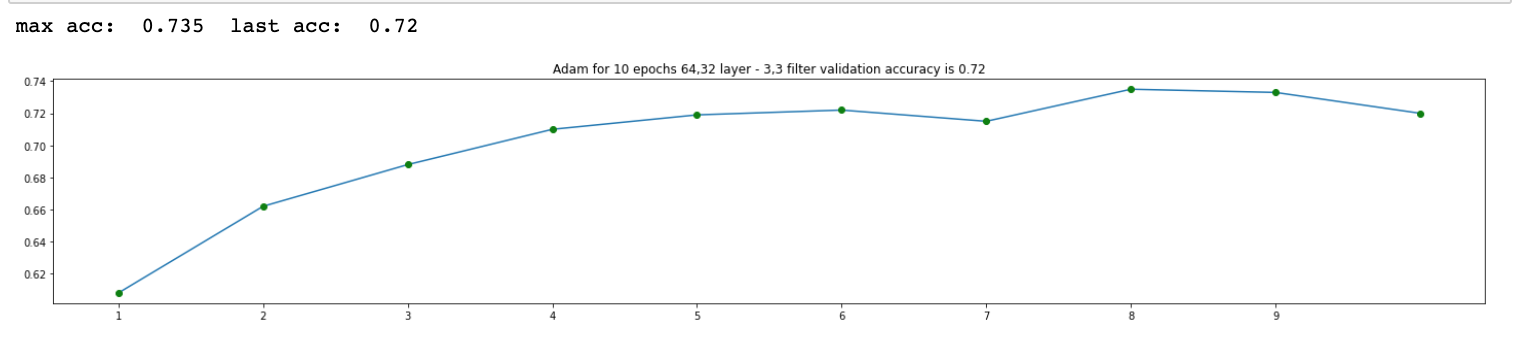 max acc:  0.735  last acc:  0.72
Adam for 10 epochs 64,32 layer - 3,3 filter validation accuracy is 0.72
0.74
0.72
0.70
0.68
0.66
0.64
0.62
1 2 3 4 5 6 7 8 9